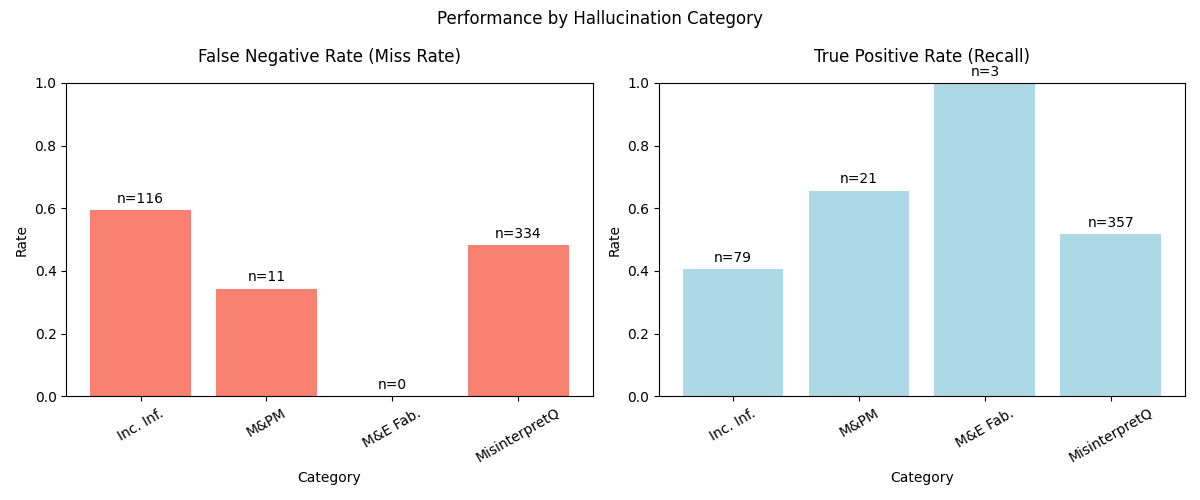 Performance by Hallucination Category
False Negative Rate (Miss Rate)
1.0
0.8
0.6
0.4
0.2
0.0
Rate
n=116
n=11
n=0
n=334
Inc. Inf.
M&PM
M&E Fab.
MisinterpretQ
Category
True Positive Rate (Recall)
1.0
0.8
0.6
0.4
0.2
0.0
Rate
n=79
n=21
n=3
n=357
Inc. Inf.
M&PM
M&E Fab.
MisinterpretQ
Category